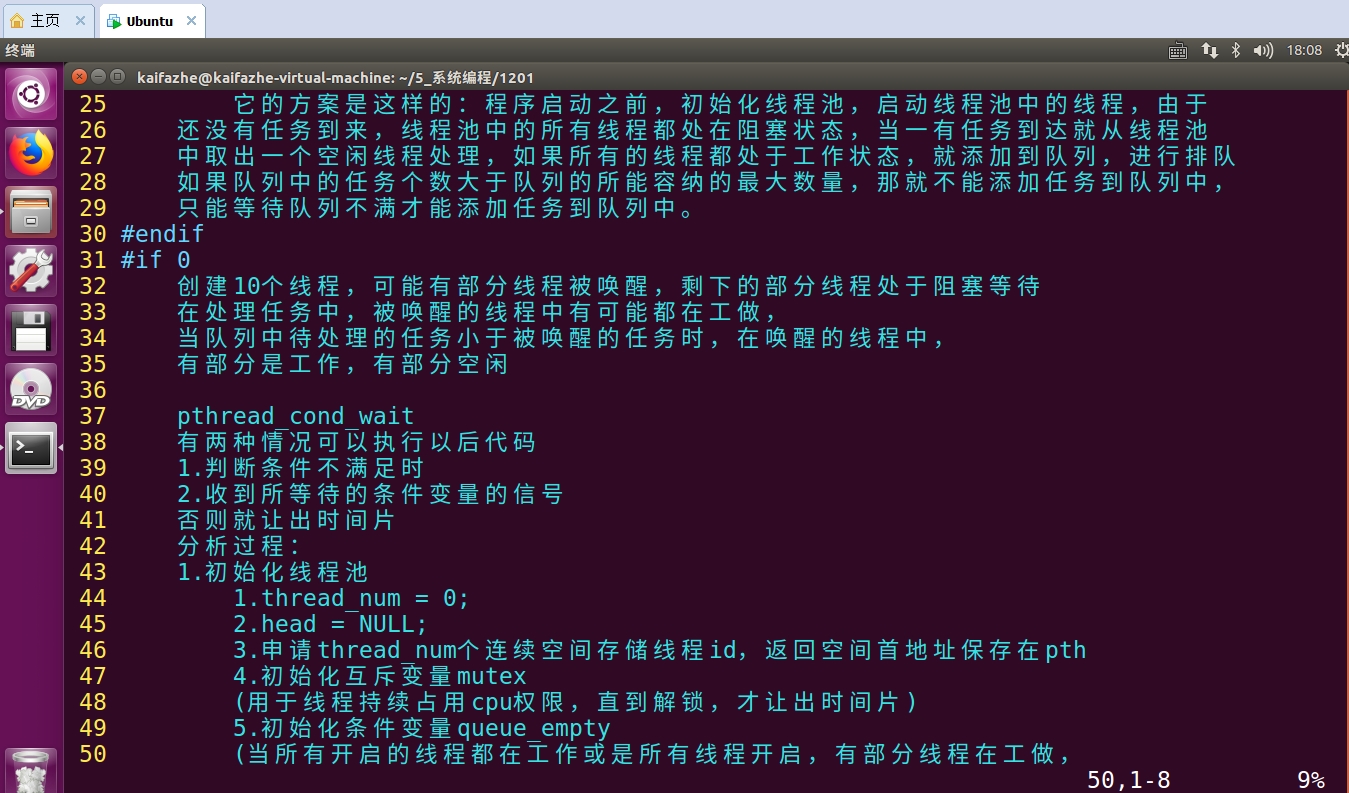 主页
Ubuntu
终端
18:08
kaifazhe@kaifazhe-virtual-machine: ~/5_系统编程/1201
25 它的方案是这样的：程序启动之前，初始化线程池，启动线程池中的线程，由于
26 还没有任务到来，线程池中的所有线程都处在阻塞状态，当一有任务到达就从线程池
27 中取出一个空闲线程处理，如果所有的线程都处于工作状态，就添加到队列，进行排队
28 如果队列中的任务个数大于队列的所能容纳的最大数量，那就不能添加任务到队列中，
29 只能等待队列不满才能添加任务到队列中。
30 #endif
31 #if 0
32 创建10个线程，可能有部分线程被唤醒，剩下的部分线程处于阻塞等待
33 在处理任务中，被唤醒的线程中有可能都在工做，
34 当队列中待处理的任务小于被唤醒的任务时，在唤醒的线程中，
35 有部分是工作，有部分空闲
36
37 pthread_cond_wait
38 有两种情况可以执行以后代码
39 1.判断条件不满足时
40 2.收到所等待的条件变量的信号
41 否则就让出时间片
42 分析过程：
43 1.初始化线程池
44 1.thread_num = 0;
45 2.head = NULL;
46 3.申请thread_num个连续空间存储线程id，返回空间首地址保存在pth
47 4.初始化互斥变量mutex
48 (用于线程持续占用cpu权限，直到解锁，才让出时间片)
49 5.初始化条件变量queue_empty
50 (当所有开启的线程都在工作或是所有线程开启，有部分线程在工做，
50,1-8 9%
DVD